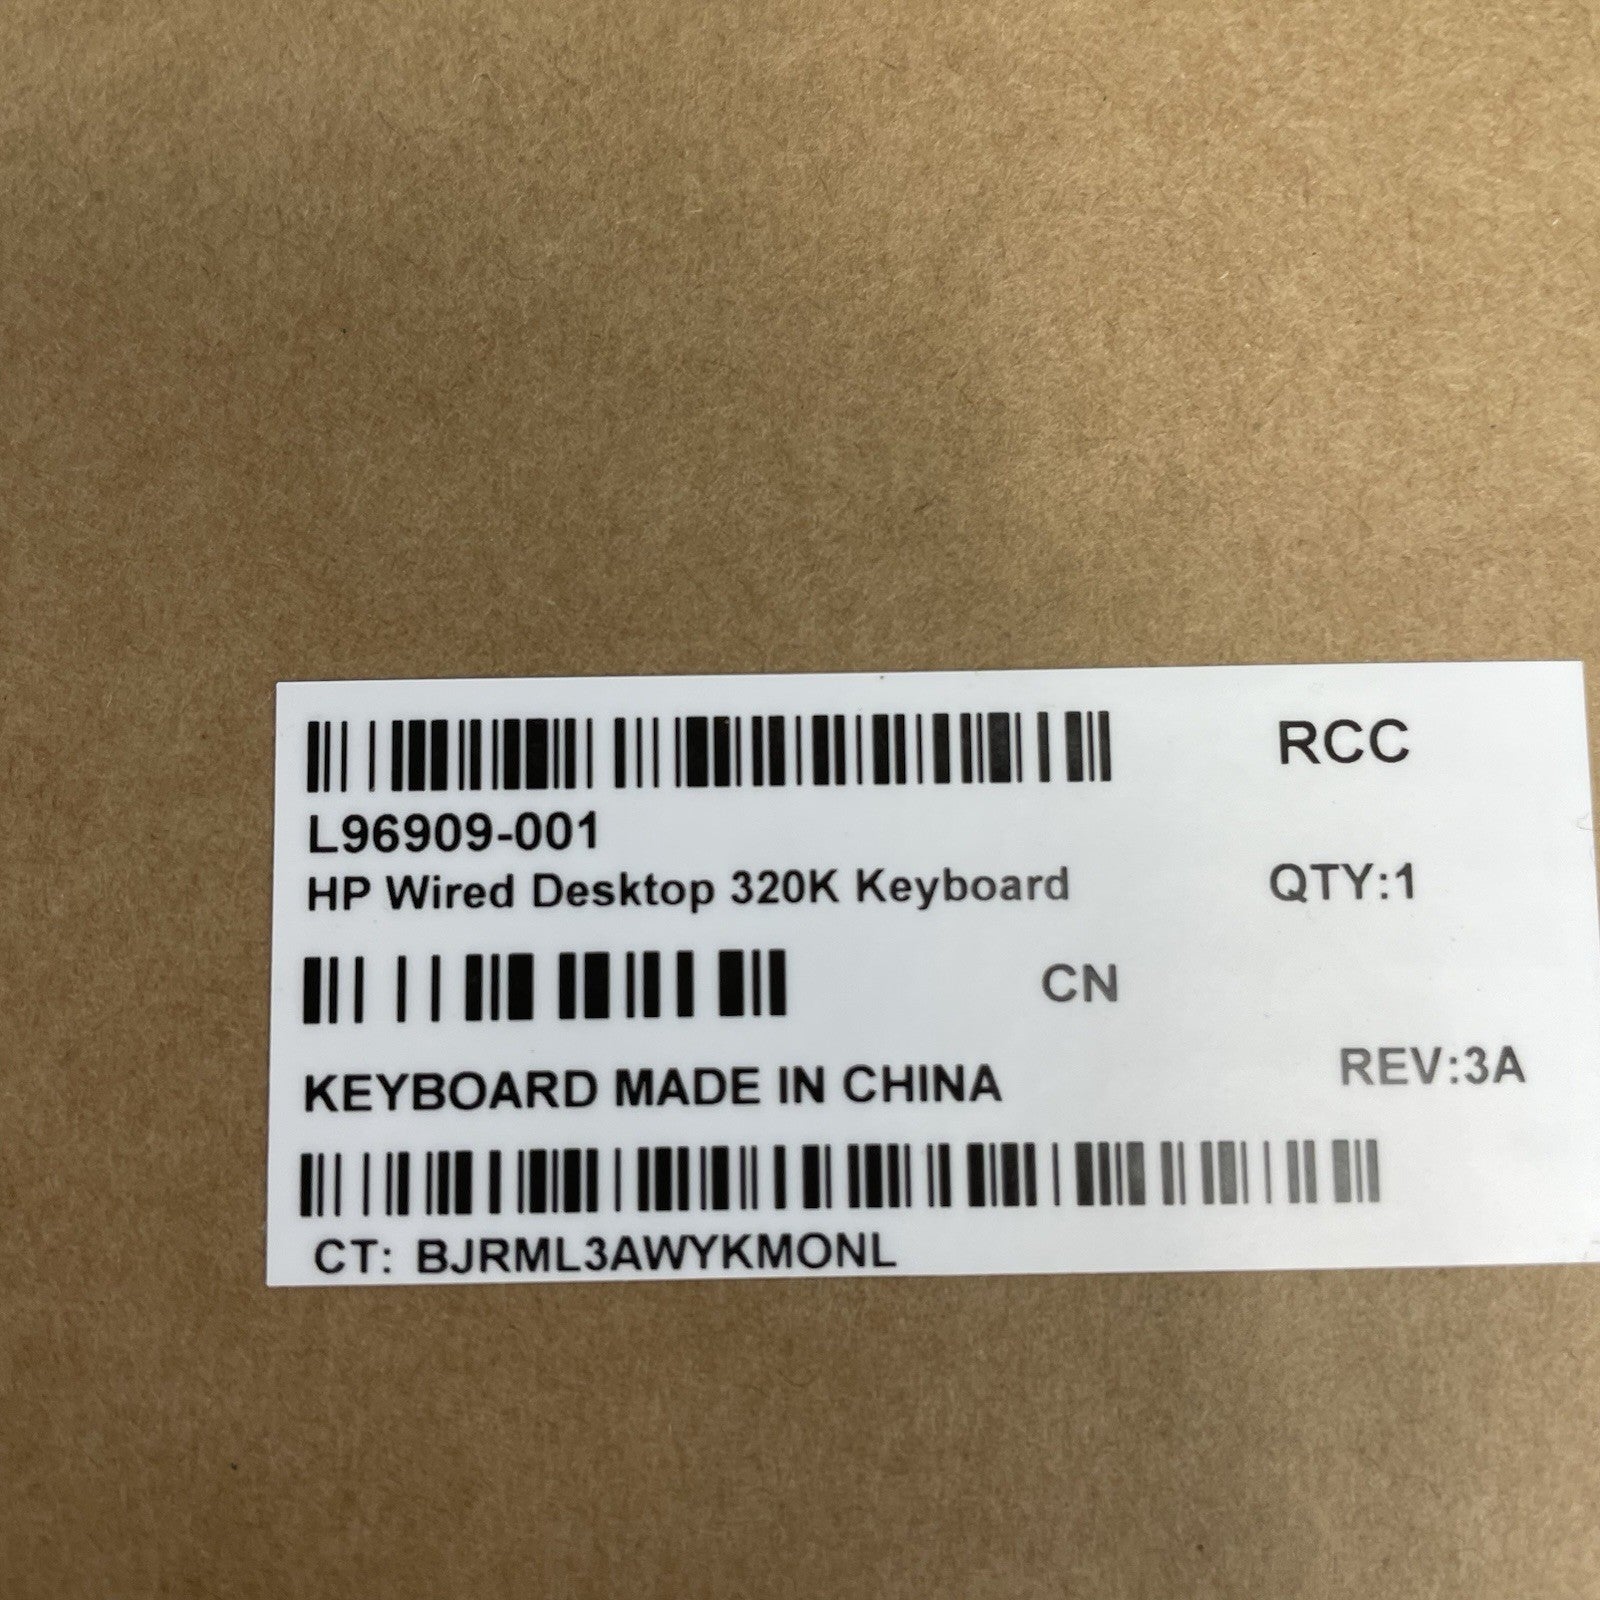 RCC
L96909-001
HP Wired Desktop 320K Keyboard QTY:1
CN
KEYBOARD MADE IN CHINA REV:3A
CT: BJRML3AWYKMONL